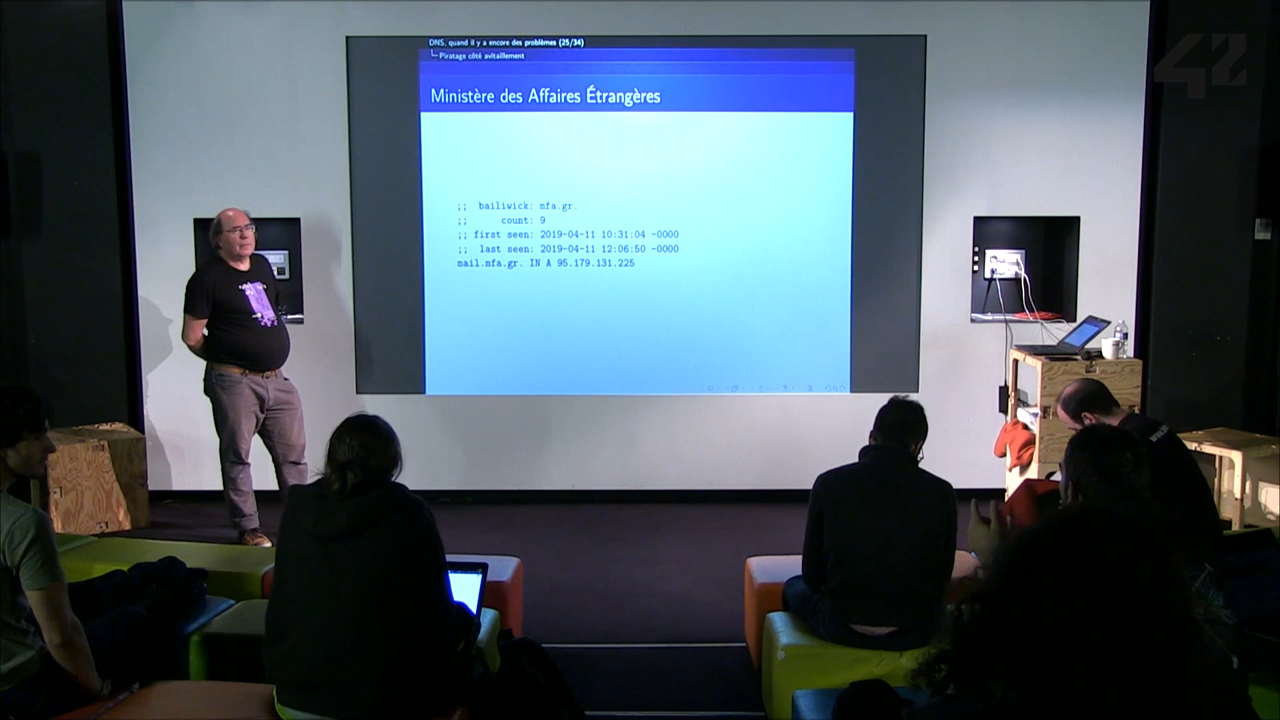 DNS, quand il y a encore des problèmes (25/34)
Piratage côté avitaillement
Ministère des Affaires Étrangères
;; bailiwick: mfa.gr.
;; count: 9
;; first seen: 2019-04-11 10:31:04 -0000
;; last seen: 2019-04-11 12:06:50 -0000
mail.mfa.gr. IN A 95.179.131.225
42